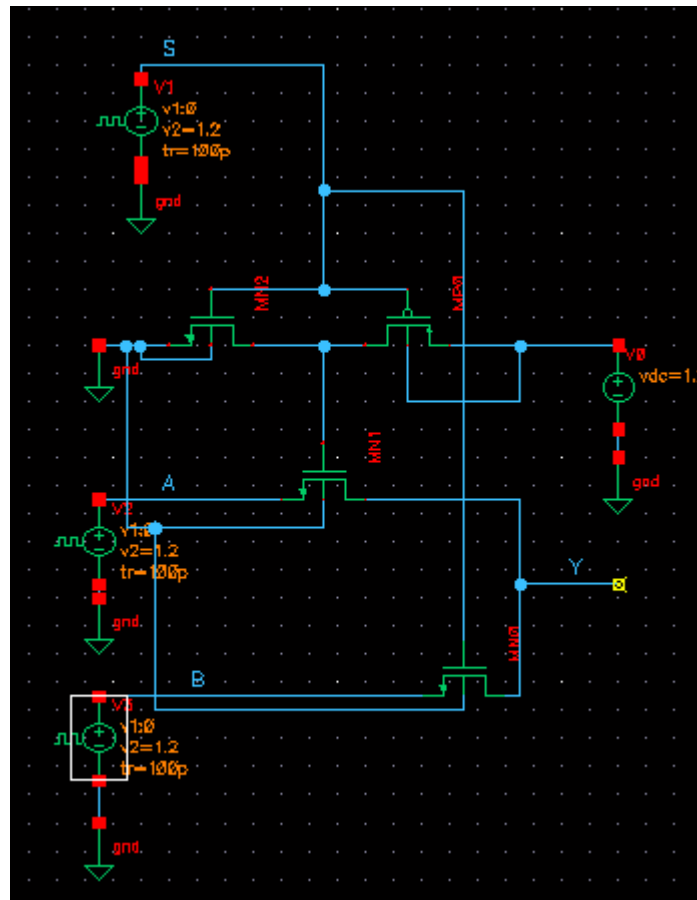 S
V1
v1:0
v2=1.2
tr=100p
gnd
MN2
MP0
gnd
V0
vdc=1.
gnd
MN1
A
V2
v1:0
v2=1.2
tr=100p
gnd
Y
MN0
B
V3
v1:0
v2=1.2
tr=100p
gnd